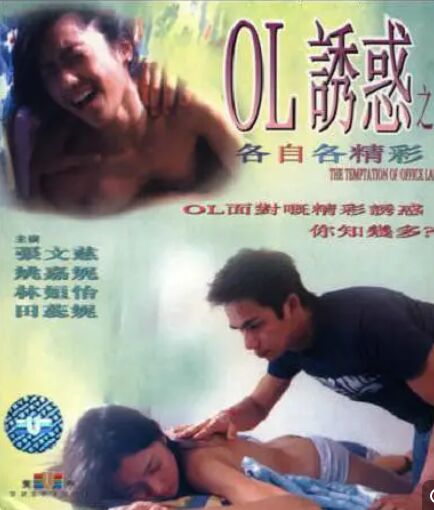 OL誘惑之
各自各精彩
THE TEMPTATION OF OFFICE LA
OL面對嘅精彩誘惑
你知幾多?
主演
張文慈
姚嘉妮
林姬怡
田蕊妮